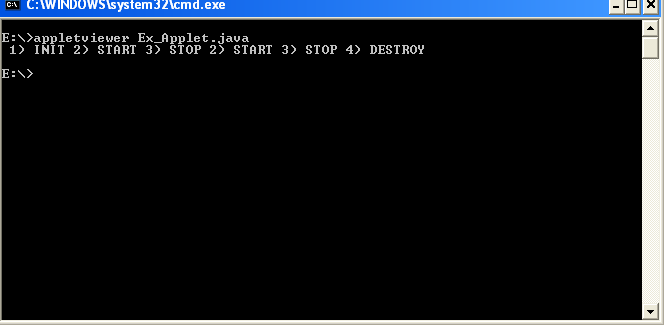 C:\WINDOWS\system32\cmd.exe
E:\>appletviewer Ex_Applet.java
1) INIT 2) START 3) STOP 2) START 3) STOP 4) DESTROY
E:\>